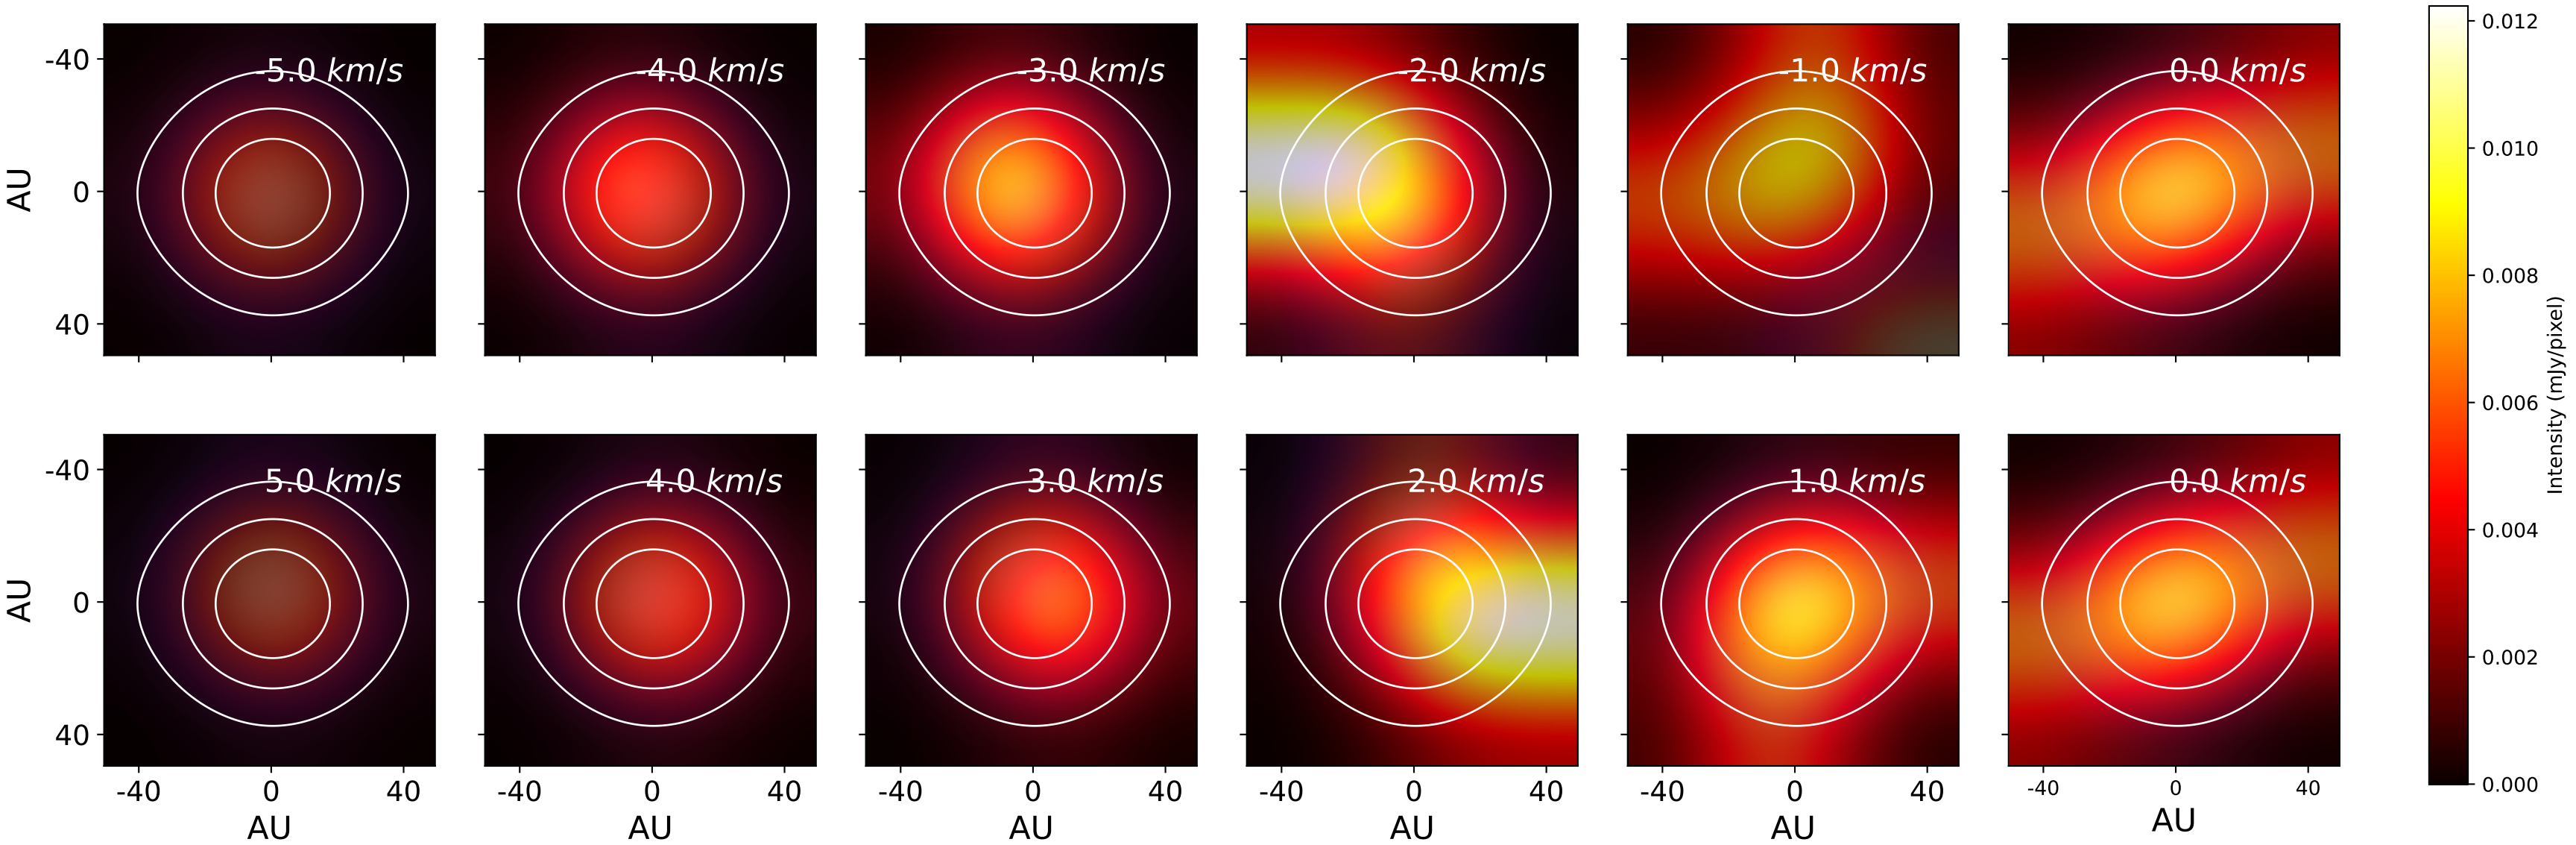 -5.0 km/s
-4.0 km/s
-3.0 km/s
-2.0 km/s
-1.0 km/s
0.0 km/s
-40
0
40
AU
5.0 km/s
4.0 km/s
3.0 km/s
2.0 km/s
1.0 km/s
0.0 km/s
-40
0
40
AU
-40 0 40
-40 0 40
-40 0 40
-40 0 40
-40 0 40
-40 0 40
AU
AU
AU
AU
AU
AU
0.012
0.010
0.008
0.006
0.004
0.002
0.000
Intensity (mJy/pixel)